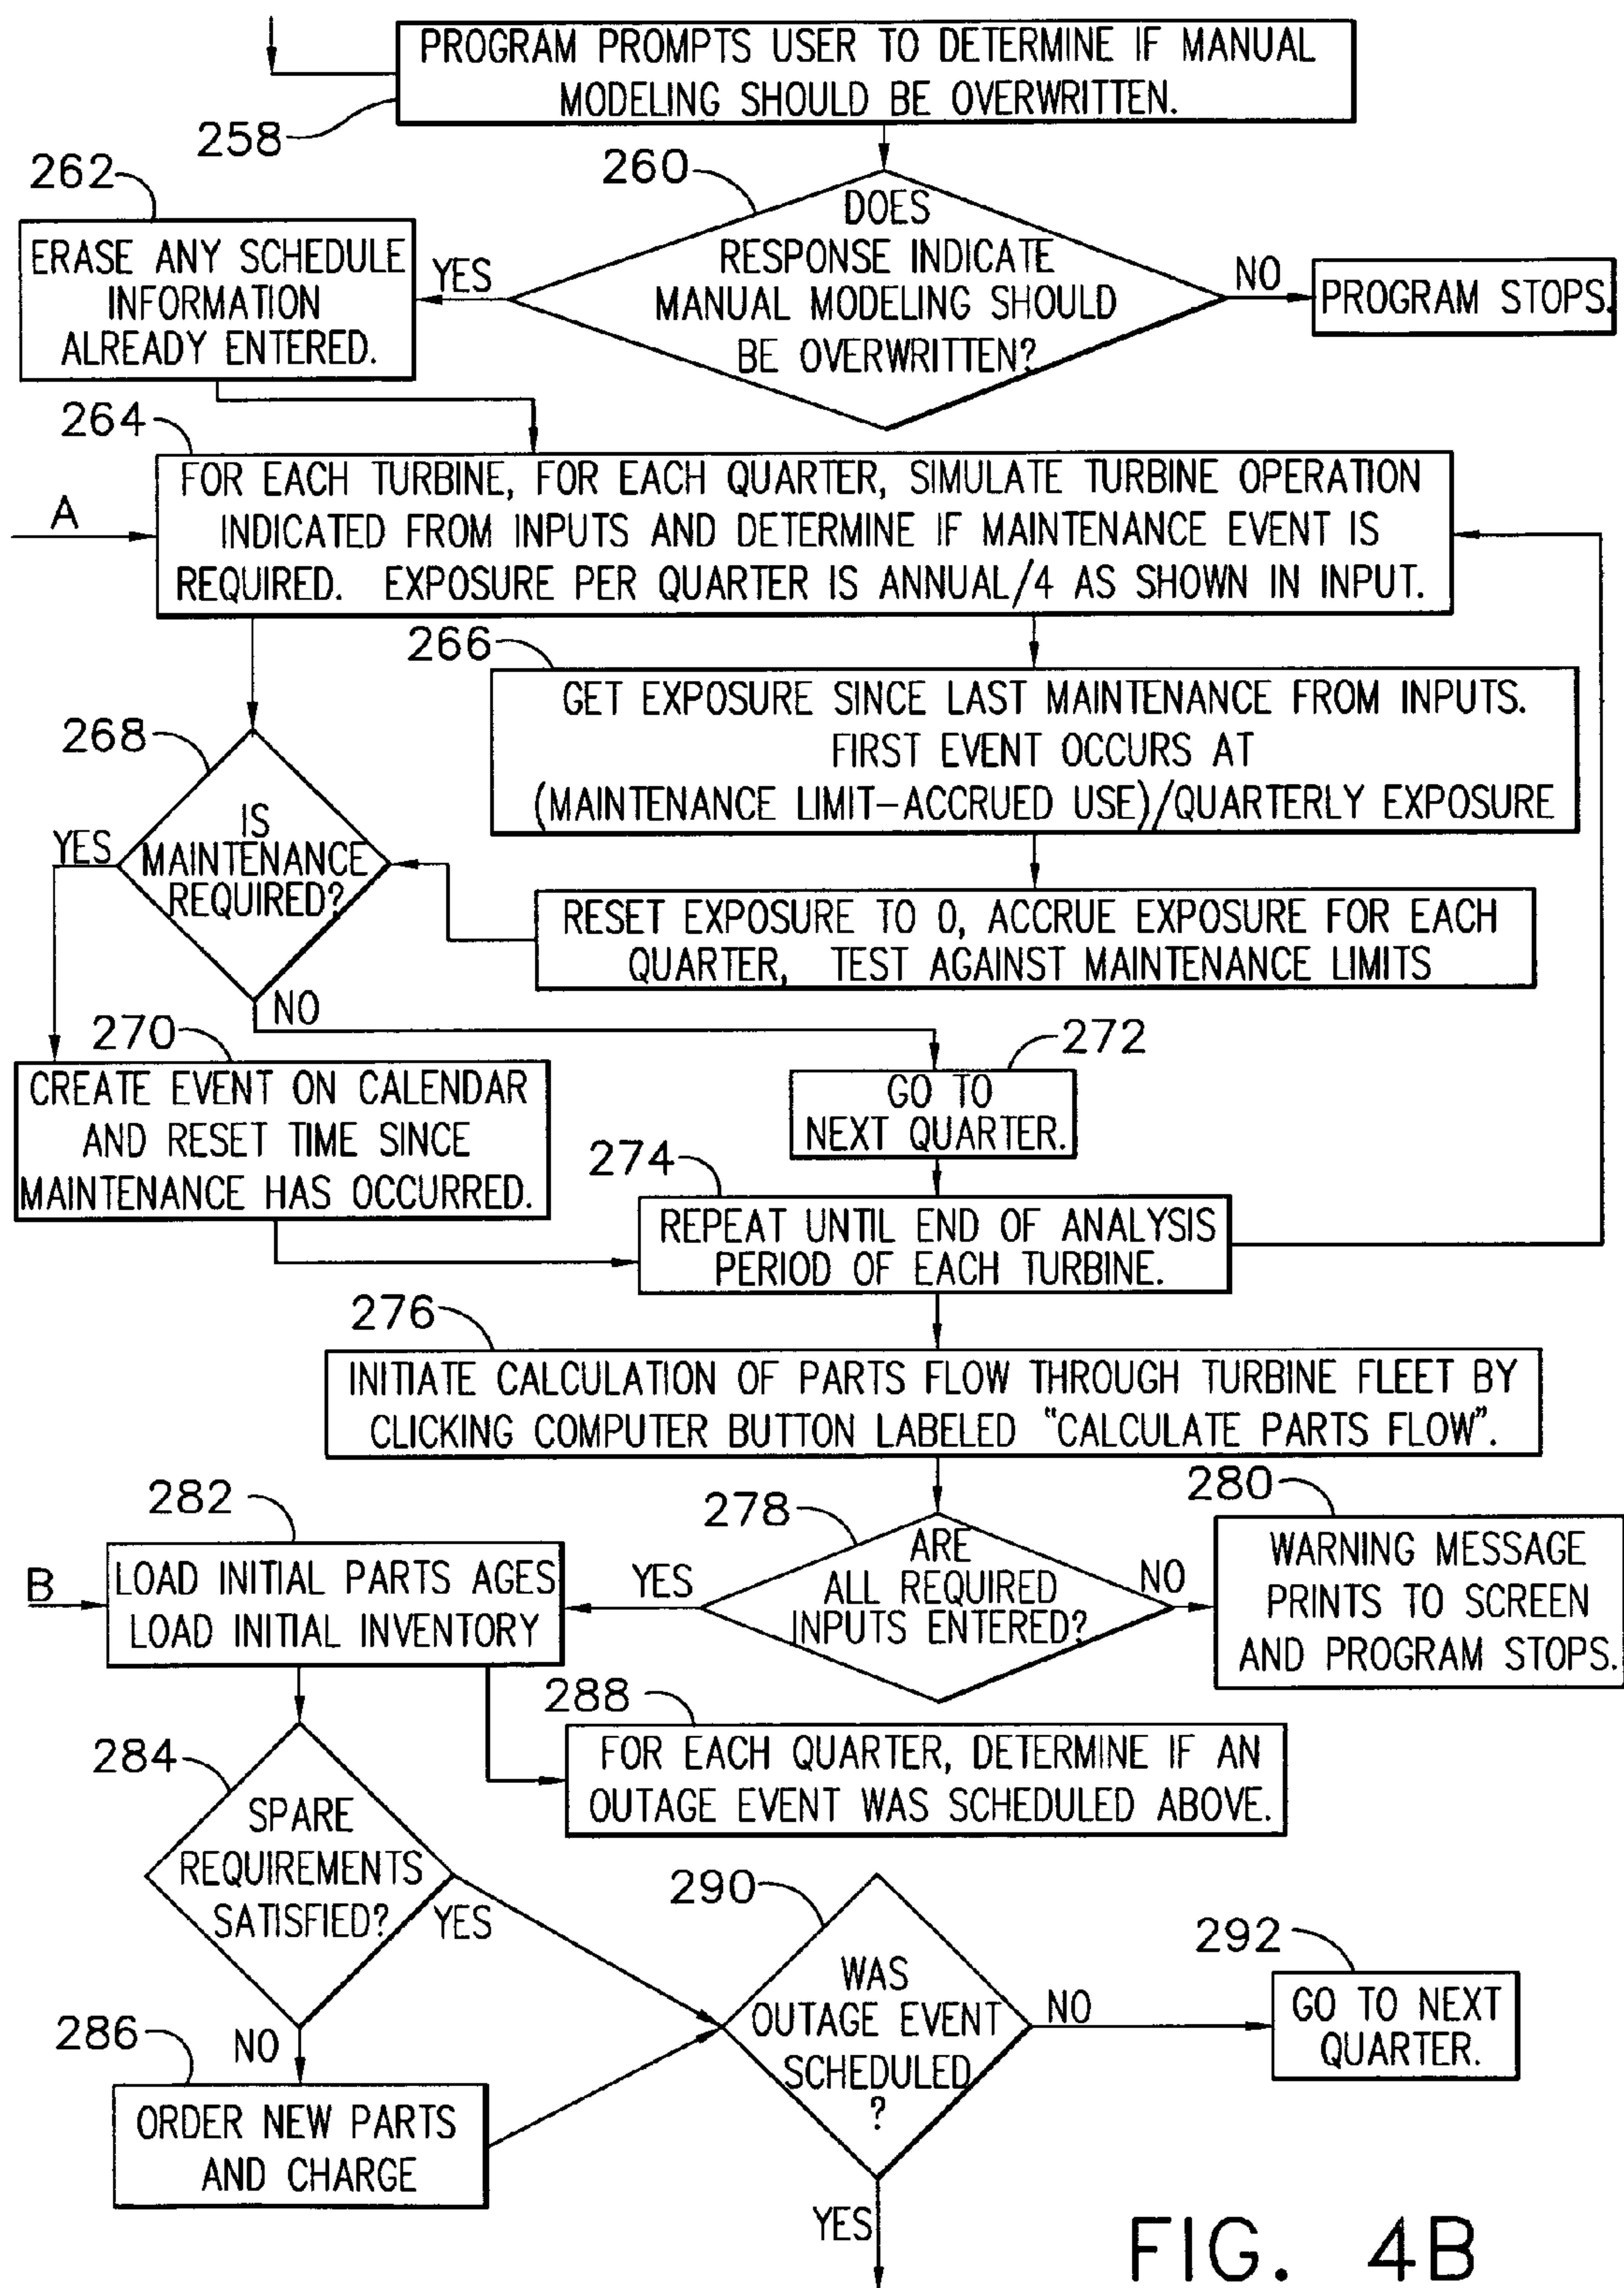 PROGRAM PROMPTS USER TO DETERMINE IF MANUAL
MODELING SHOULD BE OVERWRITTEN.
258
262
260
DOES
RESPONSE INDICATE
MANUAL MODELING SHOULD
BE OVERWRITTEN?
ERASE ANY SCHEDULE
INFORMATION
ALREADY ENTERED.
YES
NO
PROGRAM STOPS.
264
A
FOR EACH TURBINE, FOR EACH QUARTER, SIMULATE TURBINE OPERATION
INDICATED FROM INPUTS AND DETERMINE IF MAINTENANCE EVENT IS
REQUIRED. EXPOSURE PER QUARTER IS ANNUAL/4 AS SHOWN IN INPUT.
266
GET EXPOSURE SINCE LAST MAINTENANCE FROM INPUTS.
FIRST EVENT OCCURS AT
(MAINTENANCE LIMIT-ACCRUED USE)/QUARTERLY EXPOSURE
268
IS
MAINTENANCE
REQUIRED?
YES
RESET EXPOSURE TO 0, ACCRUE EXPOSURE FOR EACH
QUARTER, TEST AGAINST MAINTENANCE LIMITS
NO
270
CREATE EVENT ON CALENDAR
AND RESET TIME SINCE
MAINTENANCE HAS OCCURRED.
272
GO TO
NEXT QUARTER.
274
REPEAT UNTIL END OF ANALYSIS
PERIOD OF EACH TURBINE.
276
INITIATE CALCULATION OF PARTS FLOW THROUGH TURBINE FLEET BY
CLICKING COMPUTER BUTTON LABELED "CALCULATE PARTS FLOW".
282
278
280
B
LOAD INITIAL PARTS AGES
LOAD INITIAL INVENTORY
YES
ARE
ALL REQUIRED
INPUTS ENTERED?
NO
WARNING MESSAGE
PRINTS TO SCREEN
AND PROGRAM STOPS.
288
FOR EACH QUARTER, DETERMINE IF AN
OUTAGE EVENT WAS SCHEDULED ABOVE.
284
SPARE
REQUIREMENTS
SATISFIED?
YES
290
WAS
OUTAGE EVENT
SCHEDULED
?
NO
292
GO TO NEXT
QUARTER.
286
NO
ORDER NEW PARTS
AND CHARGE
YES
FIG. 4B